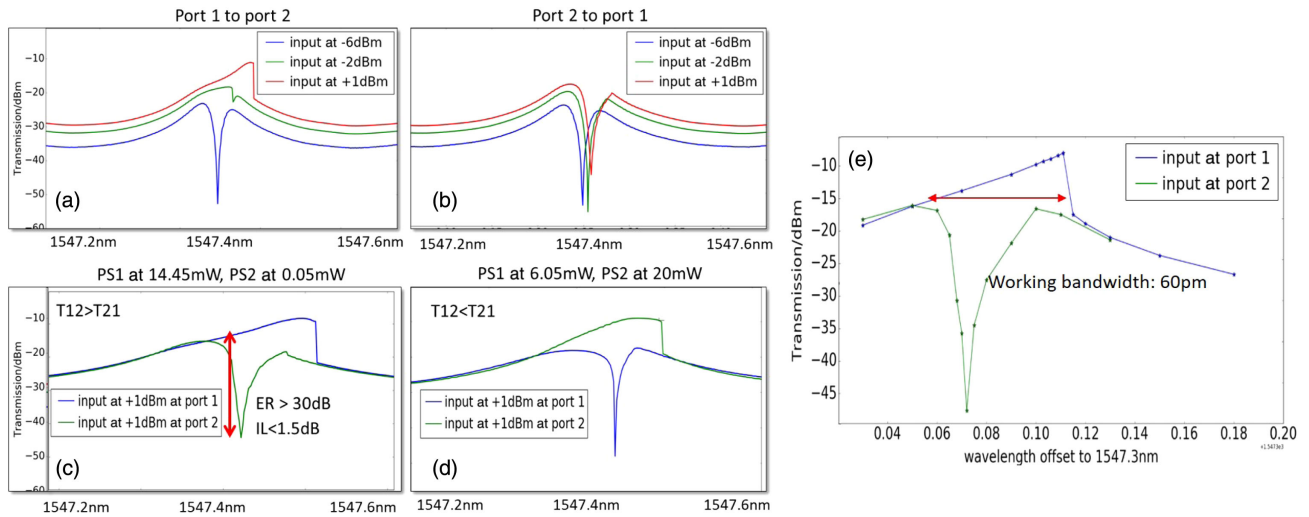 Port 1 to port 2
Transmission/dBm
−10
−20
−30
−40
−50
−60
input at -6dBm
input at -2dBm
input at +1dBm
(a)
1547.2nm
1547.4nm
1547.6nm
Port 2 to port 1
input at -6dBm
input at -2dBm
input at +1dBm
(b)
1547.2nm
1547.4nm
1547.6nm
PS1 at 14.45mW, PS2 at 0.05mW
Transmission/dBm
−10
−20
−30
−40
−50
−60
T12>T21
input at +1dBm at port 1
input at +1dBm at port 2
ER > 30dB
IL<1.5dB
(c)
1547.2nm
1547.4nm
1547.6nm
PS1 at 6.05mW, PS2 at 20mW
T12<T21
input at +1dBm at port 1
input at +1dBm at port 2
(d)
1547.2nm
1547.4nm
1547.6nm
(e)
input at port 1
input at port 2
Transmission/dBm
−10
−15
−20
−25
−30
−35
−40
−45
Working bandwidth: 60pm
0.04
0.06
0.08
0.10
0.12
0.14
0.16
0.18
0.20
+1.5473e3
wavelength offset to 1547.3nm